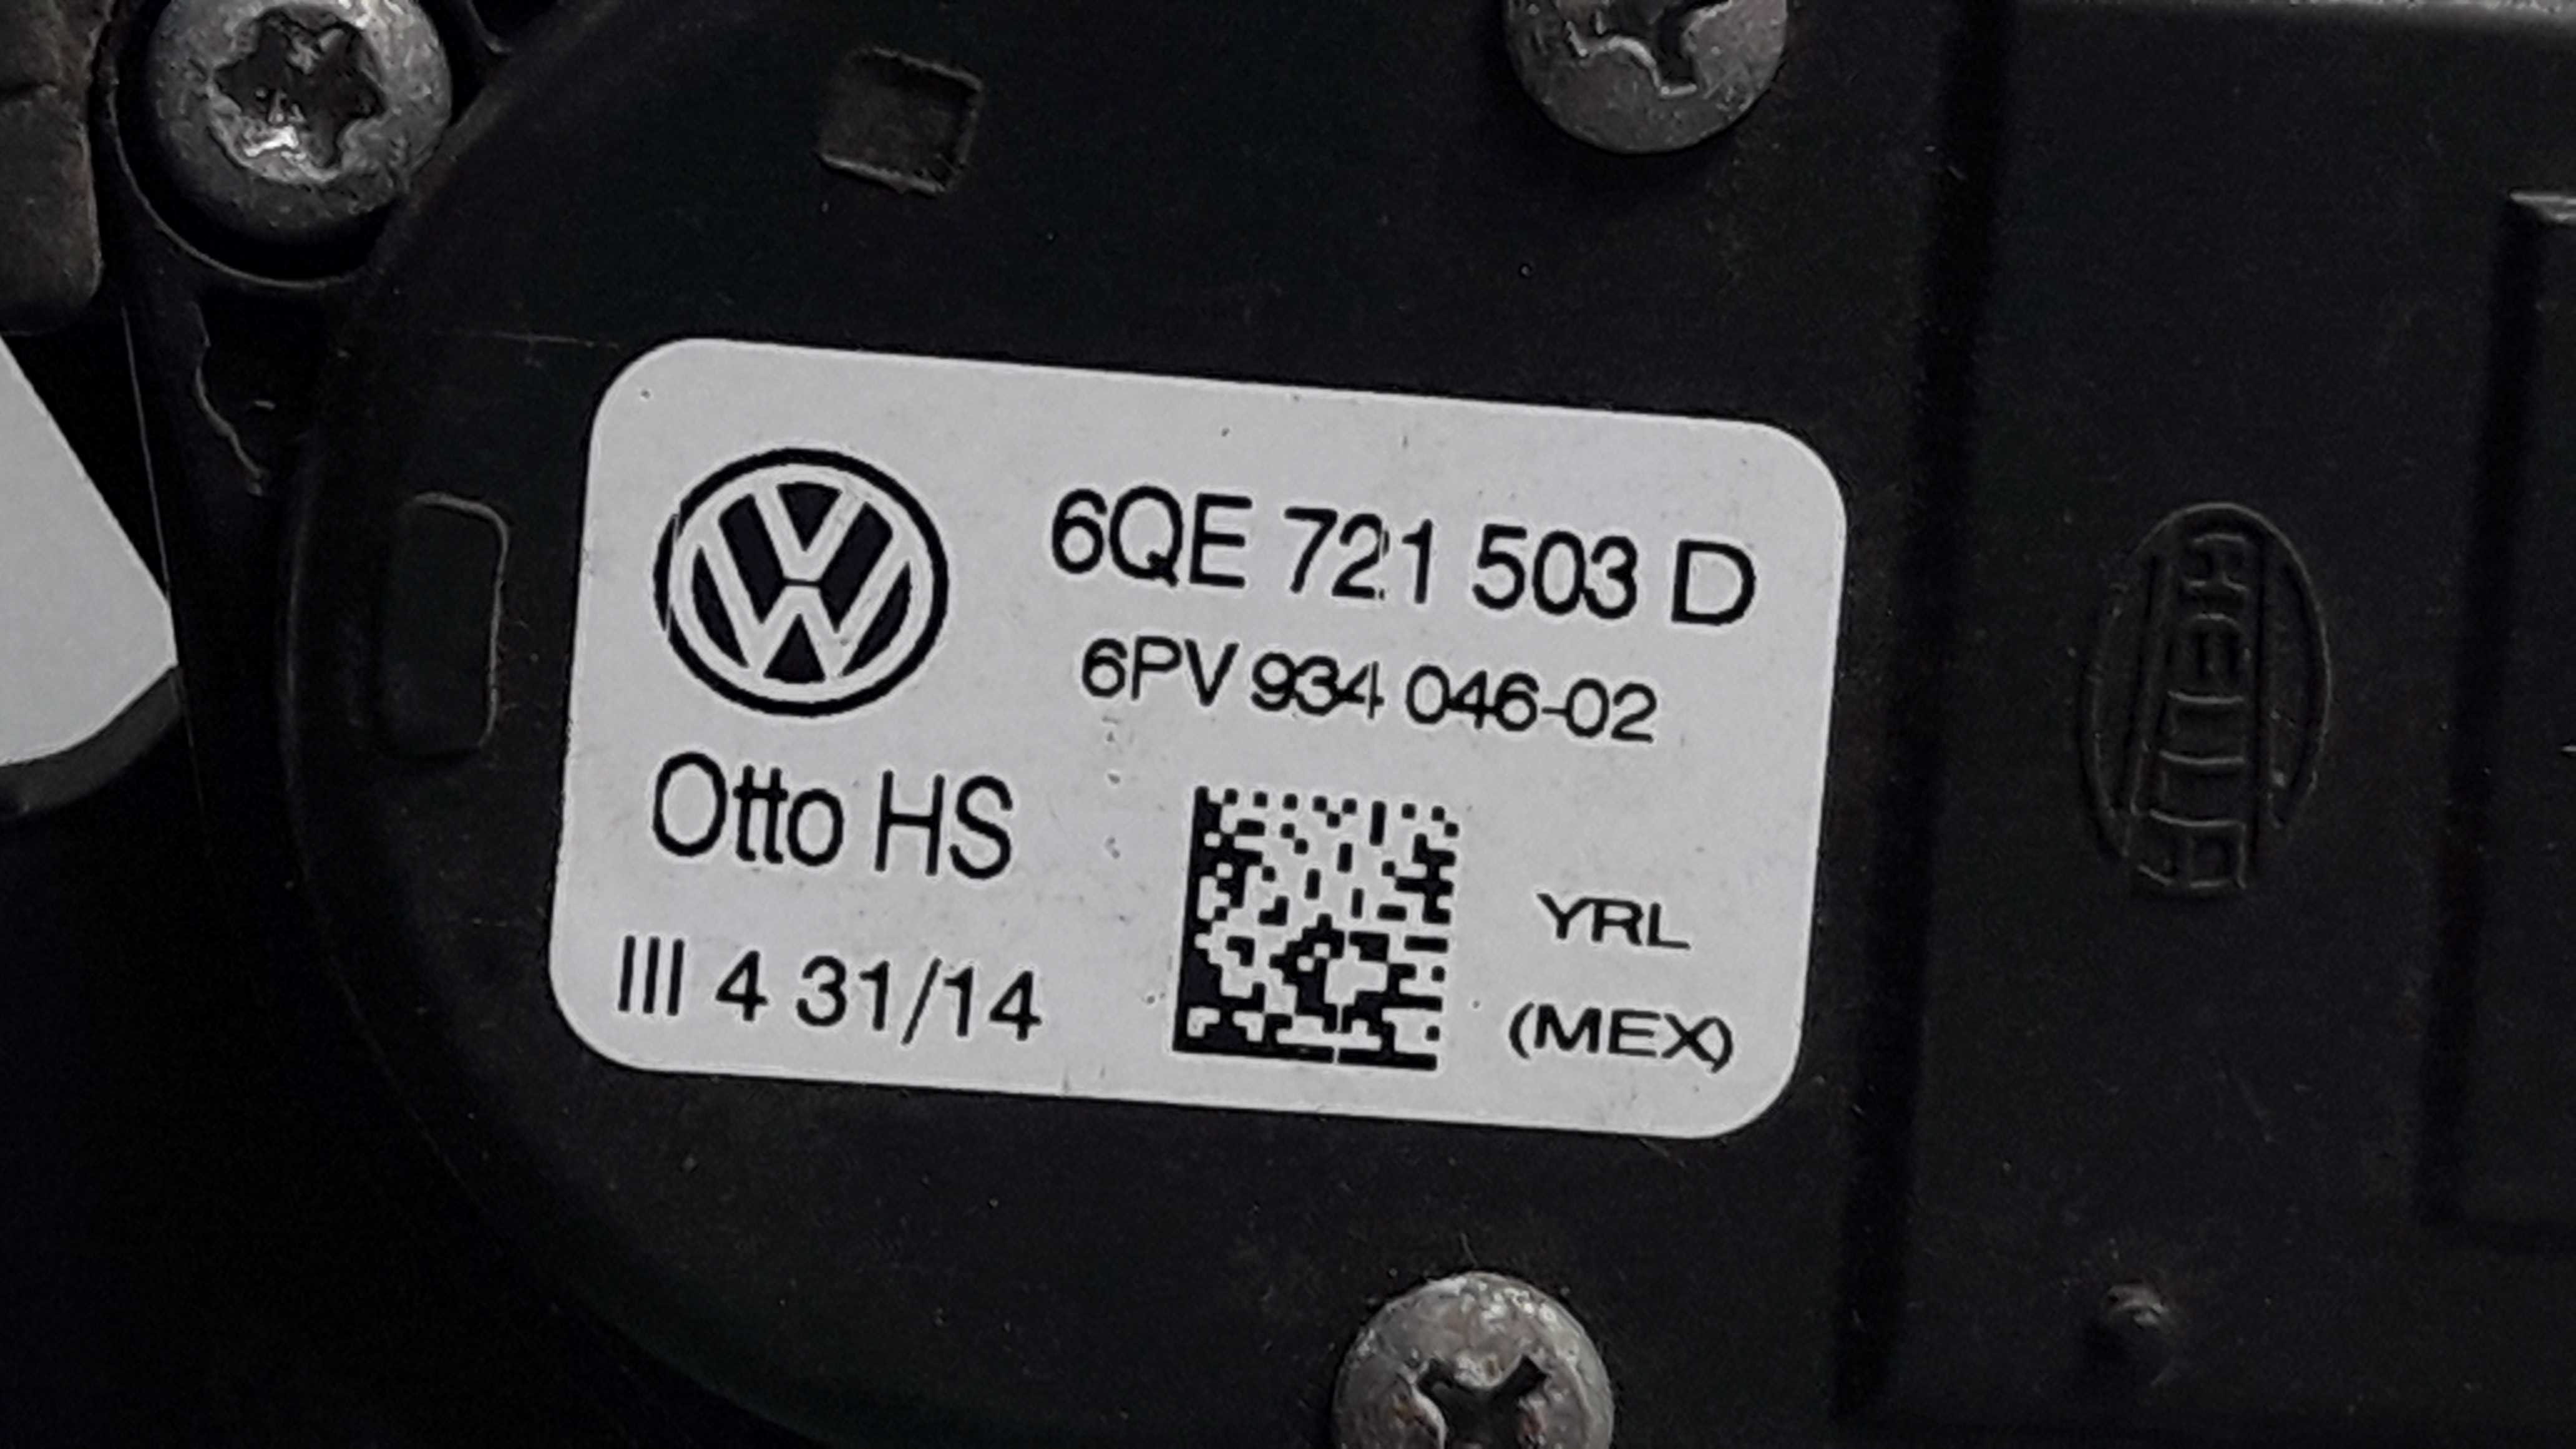 6QE 721 503 D
6PV 934 046-02
Otto HS
YRL
III 4 31/14
(MEX)
HELLA